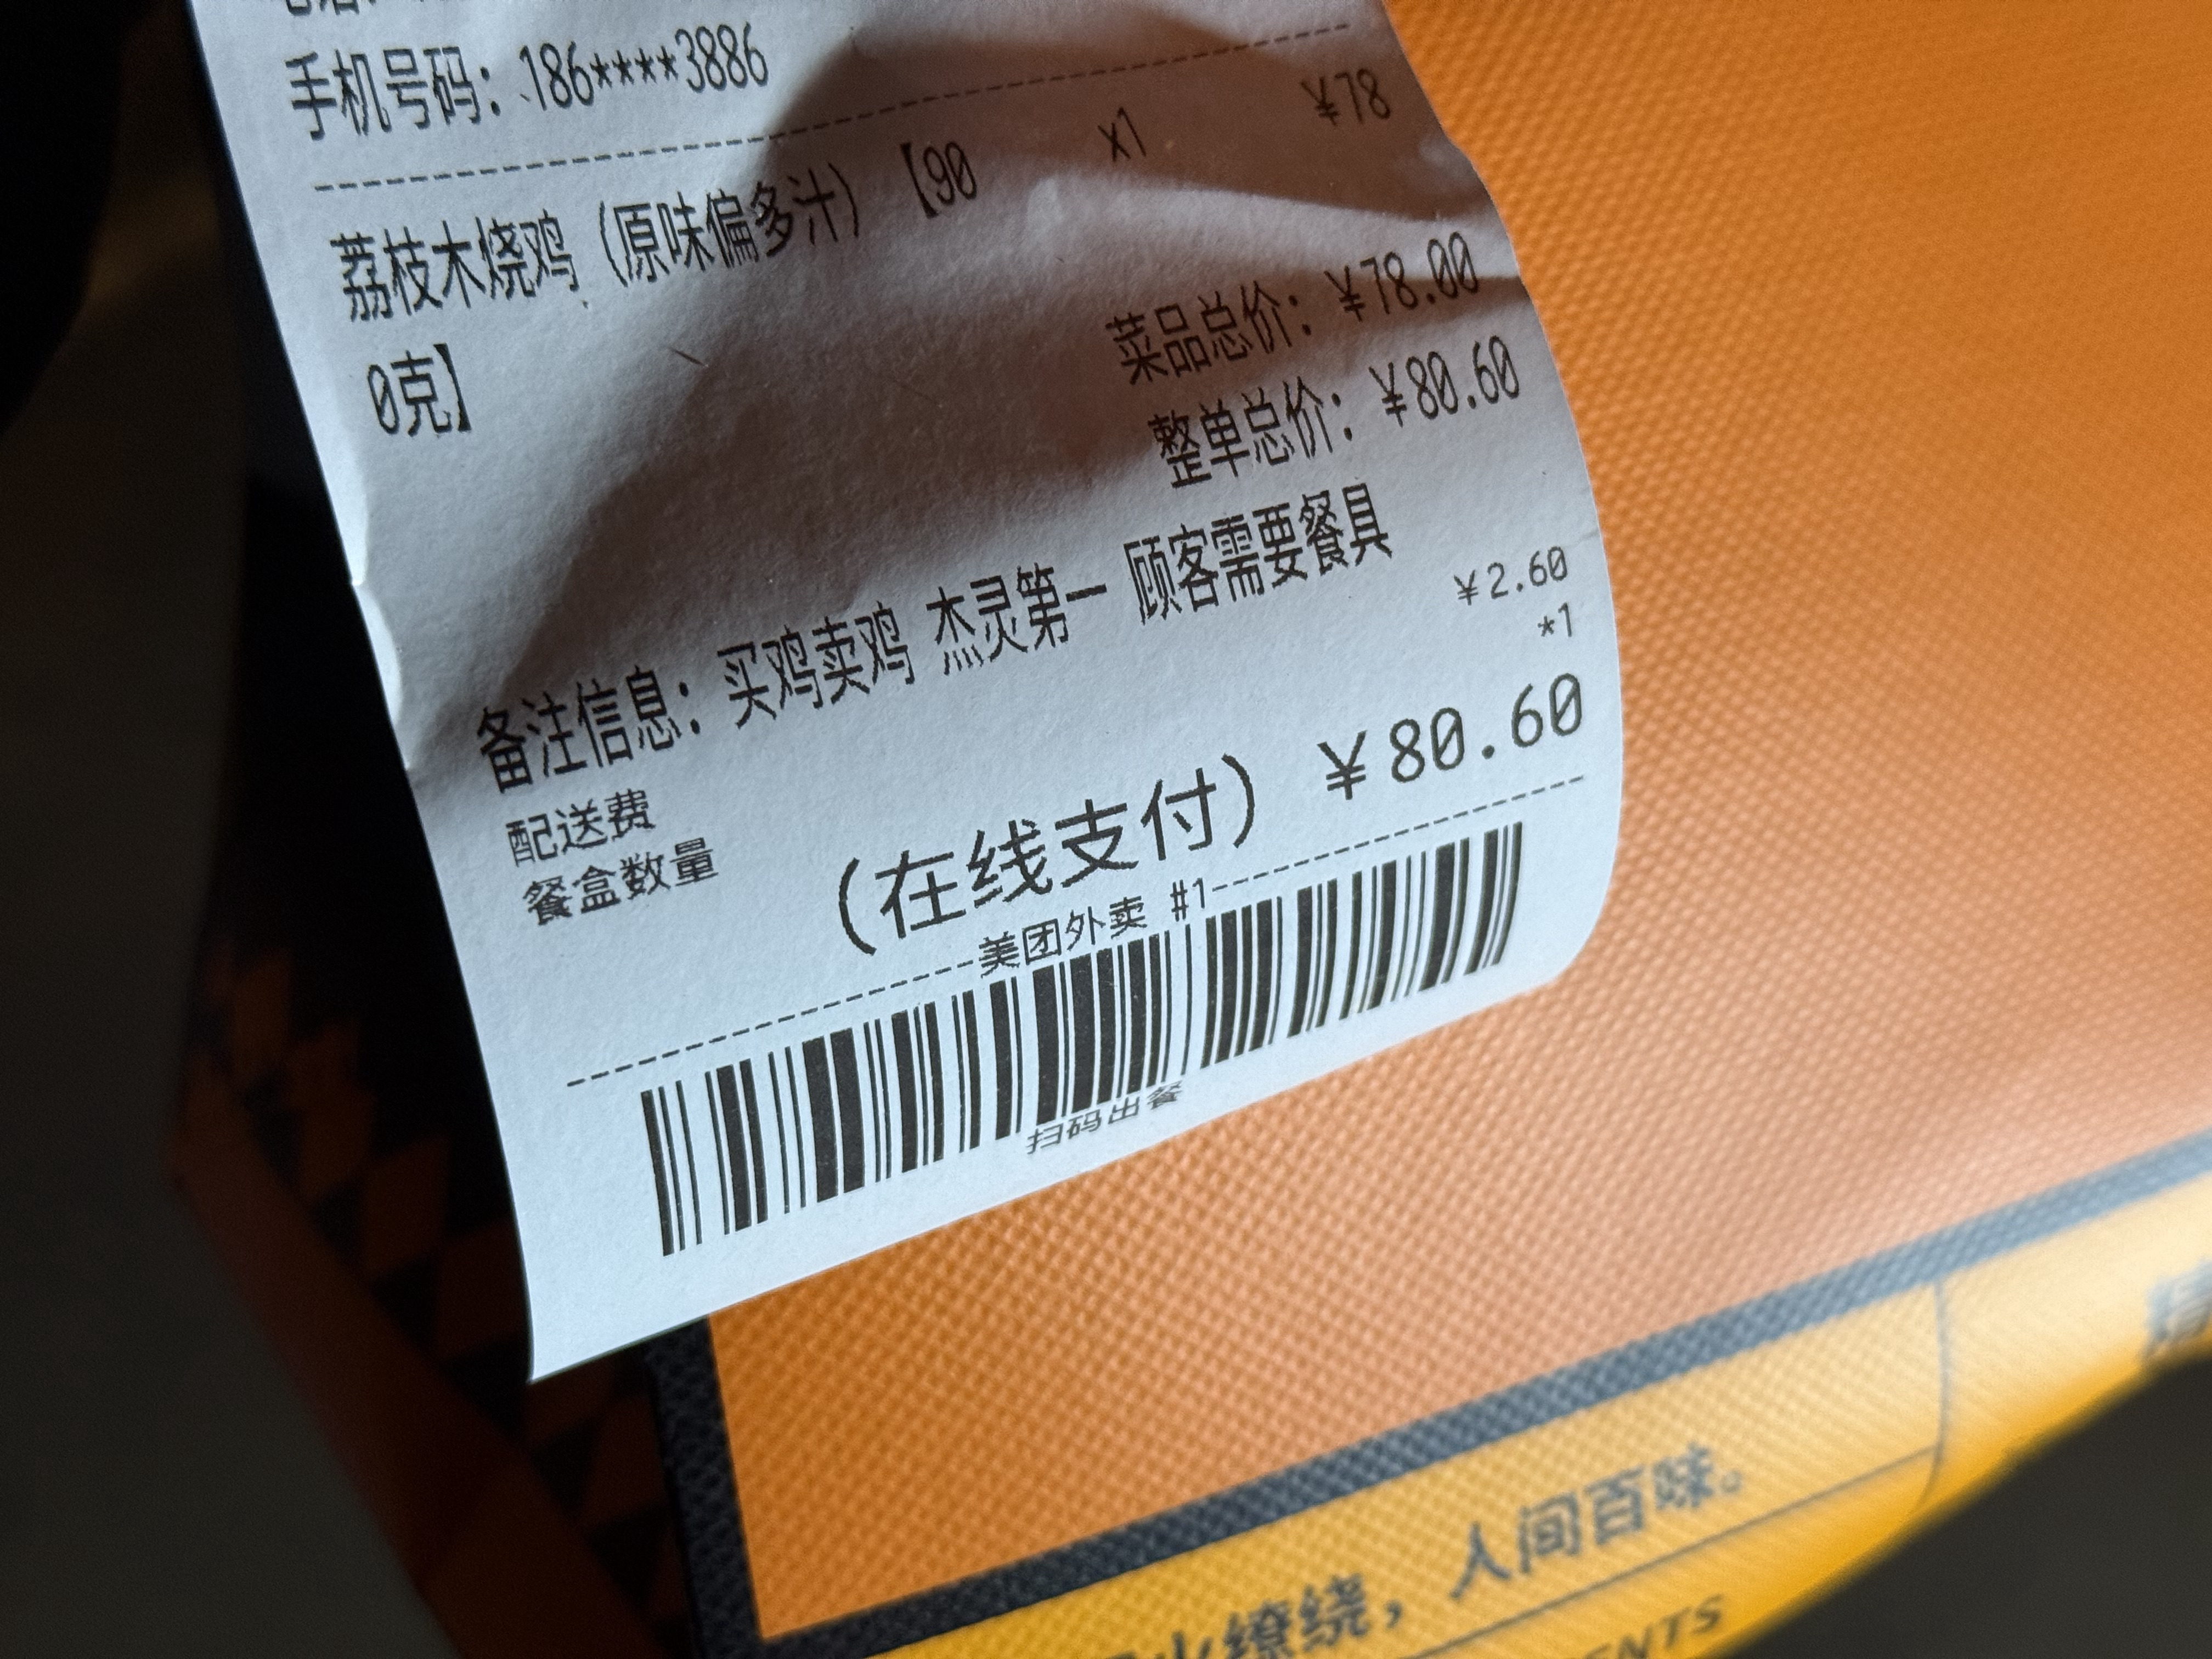 手机号码：186****3886
荔枝木烧鸡（原味偏多汁）【90 x1 ¥78
0克】
菜品总价：¥78.00
整单总价：¥80.60
备注信息：买鸡卖鸡 杰灵第一 顾客需要餐具
配送费 ¥2.60
餐盒数量 *1
（在线支付） ¥80.60
美团外卖 #1
扫码出餐
火缭绕，人间百味。
ENTS